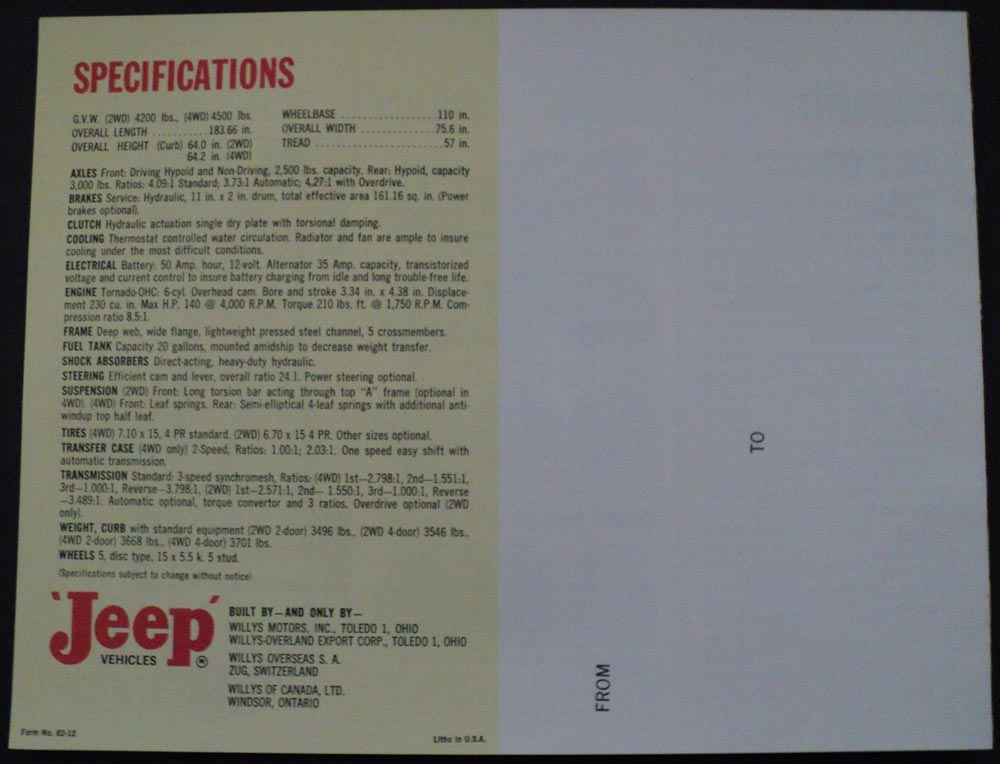 SPECIFICATIONS
G.V.W. (2WD) 4200 lbs., (4WD) 4500 lbs.
OVERALL LENGTH ........... 183.66 in.
OVERALL HEIGHT (Curb) 64.0 in. (2WD)
64.2 in. (4WD)
WHEELBASE ..................... 110 in.
OVERALL WIDTH ............... 75.6 in.
TREAD ........................... 57 in.
AXLES Front: Driving Hypoid and Non-Driving, 2,500 lbs. capacity. Rear: Hypoid, capacity
3,000 lbs. Ratios: 4.09:1 Standard; 3.73:1 Automatic; 4.27:1 with Overdrive.
BRAKES Service: Hydraulic, 11 in. x 2 in. drum, total effective area 161.16 sq. in. (Power
brakes optional).
CLUTCH Hydraulic actuation single dry plate with torsional damping.
COOLING Thermostat controlled water circulation. Radiator and fan are ample to insure
cooling under the most difficult conditions.
ELECTRICAL Battery: 50 Amp. hour, 12-volt. Alternator 35 Amp. capacity, transistorized
voltage and current control to insure battery charging from idle and long trouble-free life.
ENGINE Tornado-OHC: 6-cyl. Overhead cam. Bore and stroke 3.34 in. x 4.38 in. Displace-
ment 230 cu. in. Max H.P. 140 @ 4,000 R.P.M. Torque 210 lbs. ft. @ 1,750 R.P.M. Com-
pression ratio 8.5:1.
FRAME Deep web, wide flange, lightweight pressed steel channel, 5 crossmembers.
FUEL TANK Capacity 20 gallons, mounted amidship to decrease weight transfer.
SHOCK ABSORBERS Direct-acting, heavy-duty hydraulic.
STEERING Efficient cam and lever, overall ratio 24.1. Power steering optional.
SUSPENSION (2WD) Front: Long torsion bar acting through top "A" frame (optional in
4WD). (4WD) Front: Leaf springs. Rear: Semi-elliptical 4-leaf springs with additional anti-
windup top half leaf.
TIRES (4WD) 7.10 x 15, 4 PR standard. (2WD) 6.70 x 15 4 PR. Other sizes optional.
TRANSFER CASE (4WD only) 2-Speed, Ratios: 1.00:1; 2.03:1. One speed easy shift with
automatic transmission.
TRANSMISSION Standard: 3-speed synchromesh, Ratios: (4WD) 1st—2.798:1, 2nd—1.551:1,
3rd—1.000:1, Reverse—3.798:1, (2WD) 1st—2.571:1, 2nd— 1.550:1, 3rd—1.000:1, Reverse
—3.489:1. Automatic optional, torque convertor and 3 ratios. Overdrive optional (2WD
only).
WEIGHT, CURB with standard equipment (2WD 2-door) 3496 lbs., (2WD 4-door) 3546 lbs.,
(4WD 2-door) 3668 lbs., (4WD 4-door) 3701 lbs.
WHEELS 5, disc type, 15 x 5.5 k. 5 stud.
(Specifications subject to change without notice)
'Jeep'
VEHICLES
BUILT BY—AND ONLY BY—
WILLYS MOTORS, INC., TOLEDO 1, OHIO
WILLYS-OVERLAND EXPORT CORP., TOLEDO 1, OHIO
WILLYS OVERSEAS S. A.
ZUG, SWITZERLAND
WILLYS OF CANADA, LTD.
WINDSOR, ONTARIO
Form No. 62-12
Litho in U.S.A.
FROM
TO